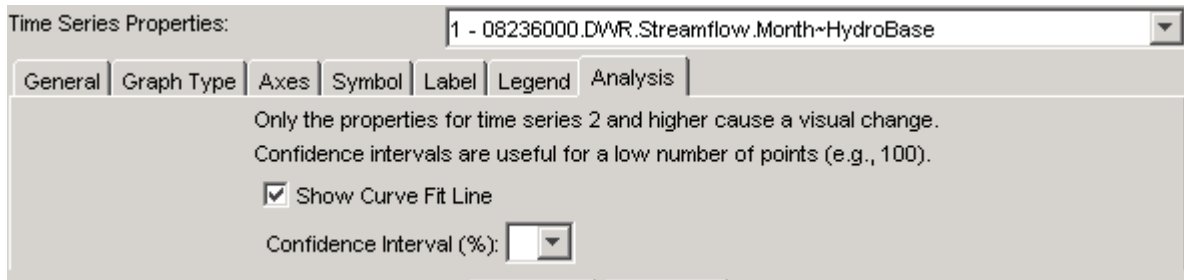 Time Series Properties: 1 - 08236000.DWR.Streamflow.Month~HydroBase
General Graph Type Axes Symbol Label Legend Analysis
Only the properties for time series 2 and higher cause a visual change.
Confidence intervals are useful for a low number of points (e.g., 100).
Show Curve Fit Line
Confidence Interval (%):